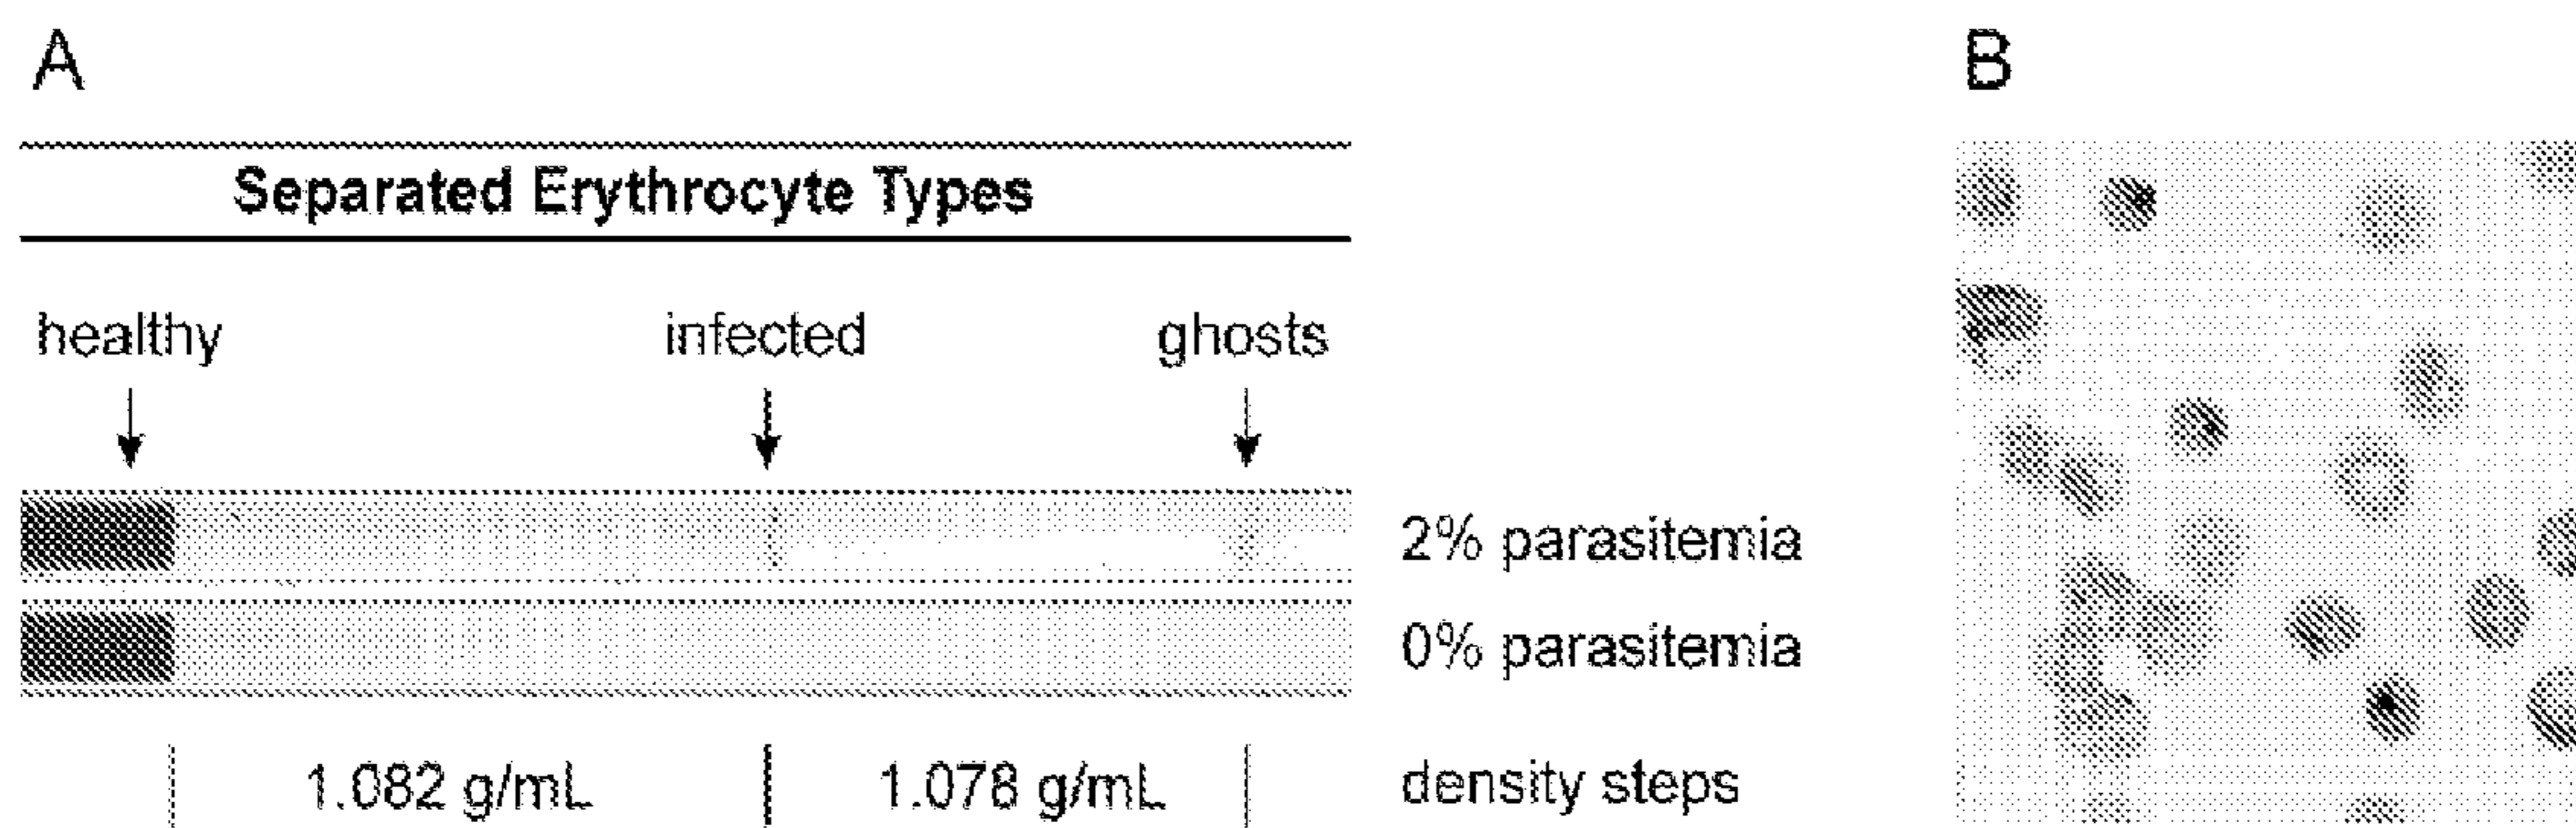 A
B
Separated Erythrocyte Types
healthy infected ghosts
2% parasitemia
0% parasitemia
1.082 g/mL 1.078 g/mL density steps